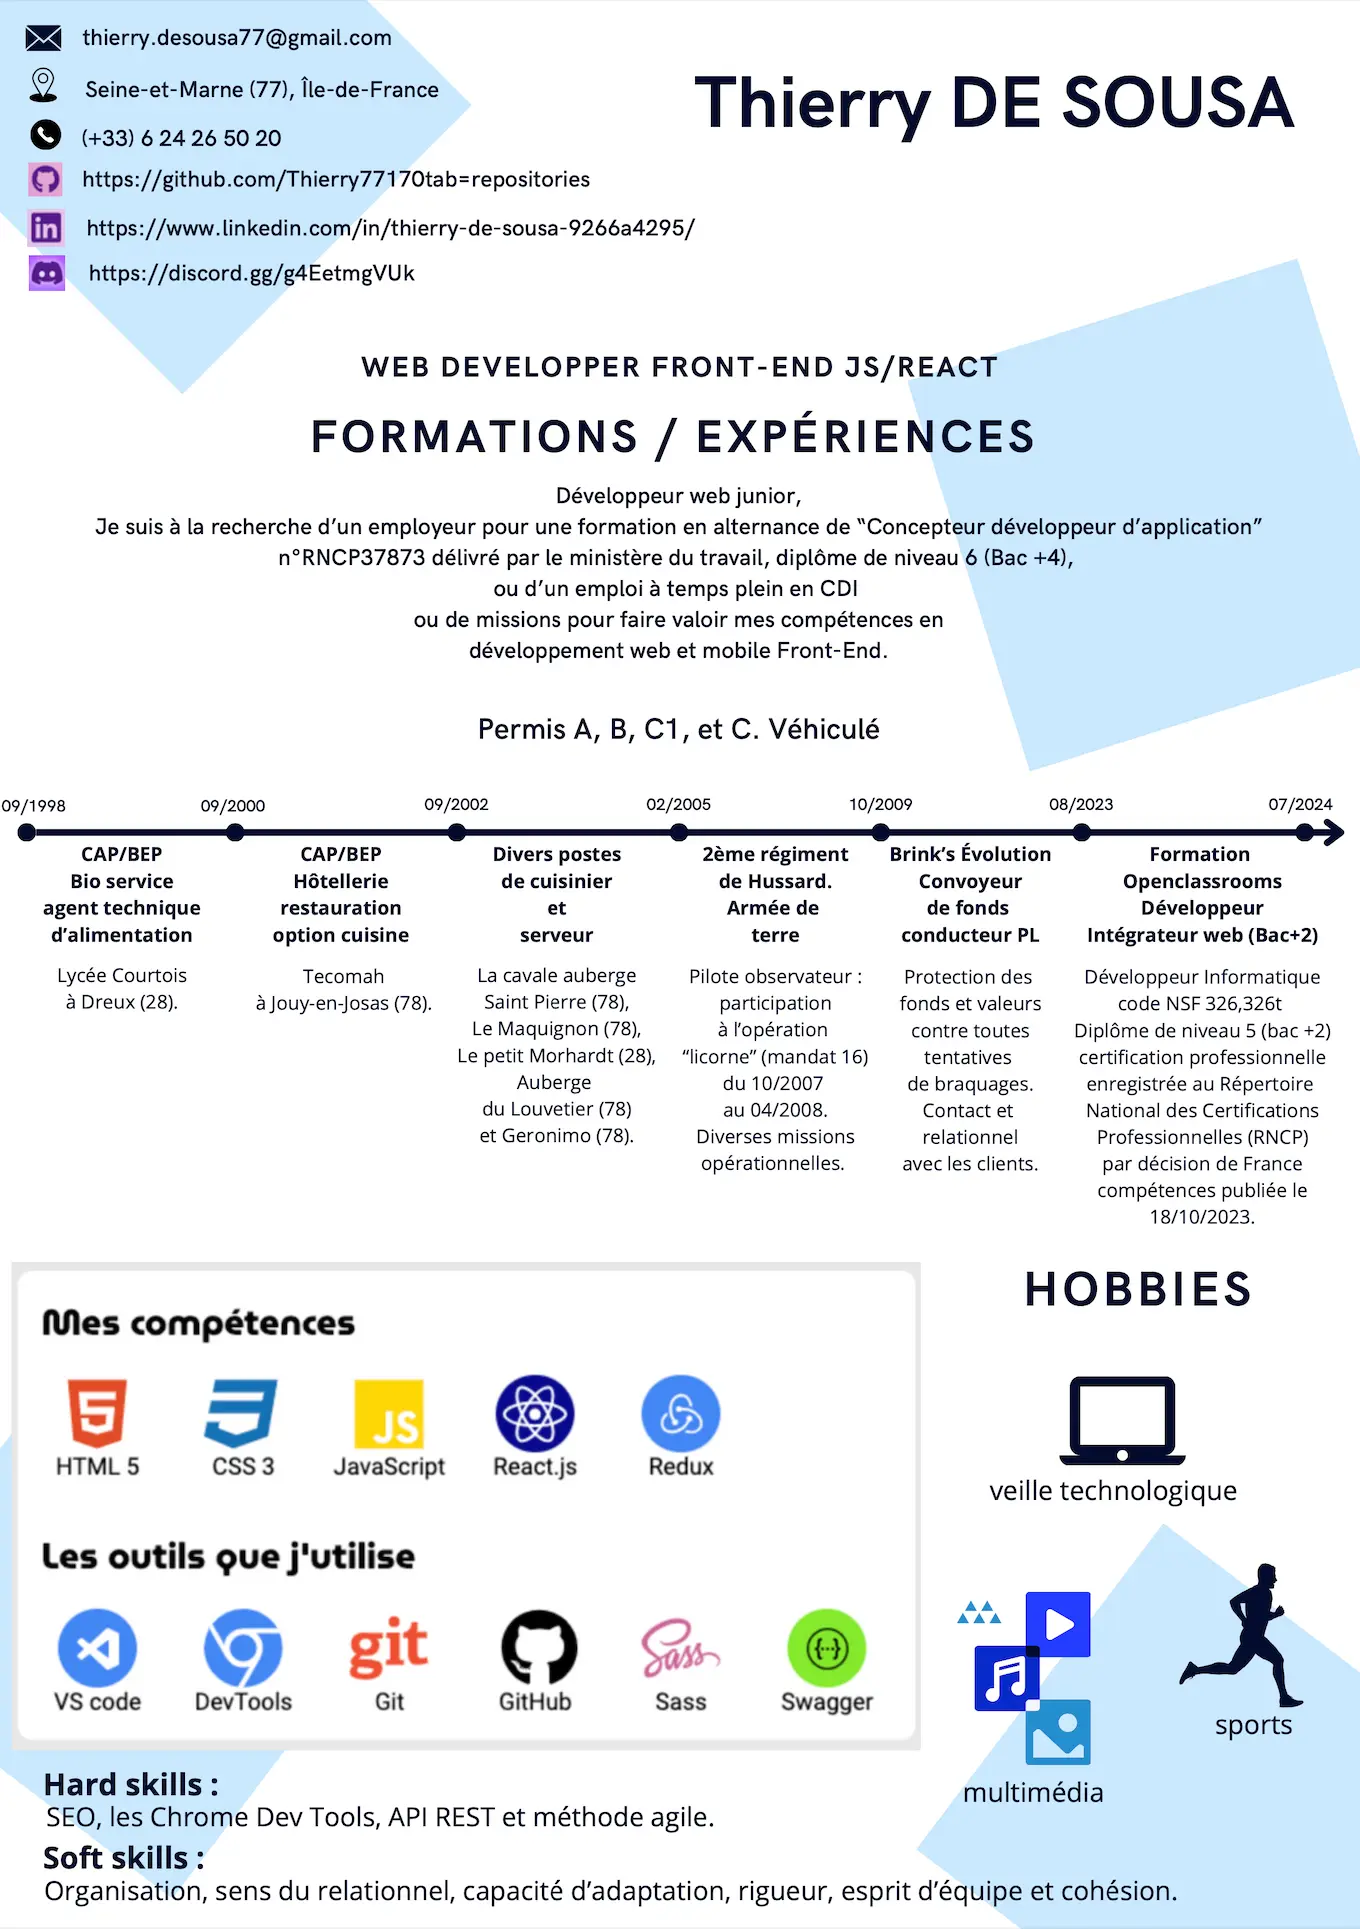 thierry.desousa77@gmail.com
Seine-et-Marne (77), Île-de-France
(+33) 6 24 26 50 20
https://github.com/Thierry77170tab=repositories
https://www.linkedin.com/in/thierry-de-sousa-9266a4295/
https://discord.gg/g4EetmgVUk
Thierry DE SOUSA
WEB DEVELOPPER FRONT-END JS/REACT
FORMATIONS / EXPÉRIENCES
Développeur web junior,
Je suis à la recherche d’un employeur pour une formation en alternance de “Concepteur développeur d’application”
n°RNCP37873 délivré par le ministère du travail, diplôme de niveau 6 (Bac +4),
ou d’un emploi à temps plein en CDI
ou de missions pour faire valoir mes compétences en
développement web et mobile Front-End.
Permis A, B, C1, et C. Véhiculé
09/1998
CAP/BEP
Bio service
agent technique
d’alimentation
Lycée Courtois
à Dreux (28).
09/2000
CAP/BEP
Hôtellerie
restauration
option cuisine
Tecomah
à Jouy-en-Josas (78).
09/2002
Divers postes
de cuisinier
et
serveur
La cavale auberge
Saint Pierre (78),
Le Maquignon (78),
Le petit Morhardt (28),
Auberge
du Louvetier (78)
et Geronimo (78).
02/2005
2ème régiment
de Hussard.
Armée de
terre
Pilote observateur :
participation
à l’opération
“licorne” (mandat 16)
du 10/2007
au 04/2008.
Diverses missions
opérationnelles.
10/2009
Brink’s Évolution
Convoyeur
de fonds
conducteur PL
Protection des
fonds et valeurs
contre toutes
tentatives
de braquages.
Contact et
relationnel
avec les clients.
08/2023
07/2024
Formation
Openclassrooms
Développeur
Intégrateur web (Bac+2)
Développeur Informatique
code NSF 326,326t
Diplôme de niveau 5 (bac +2)
certification professionnelle
enregistrée au Répertoire
National des Certifications
Professionnelles (RNCP)
par décision de France
compétences publiée le
18/10/2023.
Mes compétences
HTML 5
CSS 3
JS
JavaScript
React.js
Redux
Les outils que j'utilise
VS code
DevTools
git
Git
GitHub
Sass
Sass
Swagger
HOBBIES
veille technologique
multimédia
sports
Hard skills :
SEO, les Chrome Dev Tools, API REST et méthode agile.
Soft skills :
Organisation, sens du relationnel, capacité d’adaptation, rigueur, esprit d’équipe et cohésion.